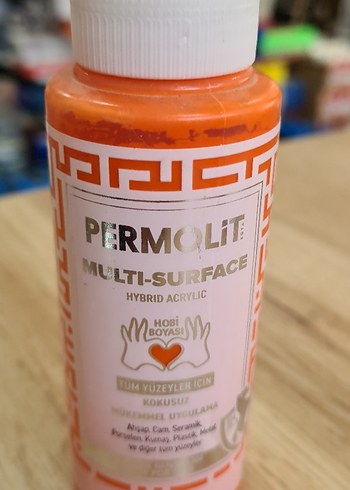 PERMOLiT
MULTI-SURFACE
HYBRID ACRYLIC
HOBİ
BOYASI
TÜM YÜZEYLER İÇİN
KOKUSUZ
MÜKEMMEL UYGULAMA
Ahşap, Cam, Seramik,
Porselen, Kumaş, Plastik, Metal
ve diğer tüm yüzeyler